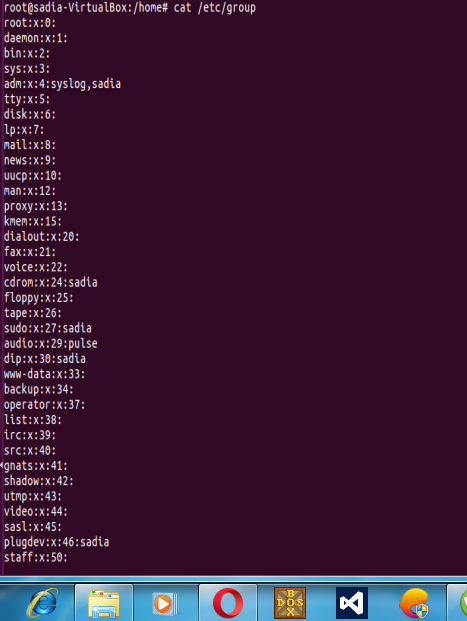 root@sadia-VirtualBox:/home# cat /etc/group
root:x:0:
daemon:x:1:
bin:x:2:
sys:x:3:
adm:x:4:syslog,sadia
tty:x:5:
disk:x:6:
lp:x:7:
mail:x:8:
news:x:9:
uucp:x:10:
man:x:12:
proxy:x:13:
kmem:x:15:
dialout:x:20:
fax:x:21:
voice:x:22:
cdrom:x:24:sadia
floppy:x:25:
tape:x:26:
sudo:x:27:sadia
audio:x:29:pulse
dip:x:30:sadia
www-data:x:33:
backup:x:34:
operator:x:37:
list:x:38:
irc:x:39:
src:x:40:
gnats:x:41:
shadow:x:42:
utmp:x:43:
video:x:44:
sasl:x:45:
plugdev:x:46:sadia
staff:x:50:
DOS
BOX